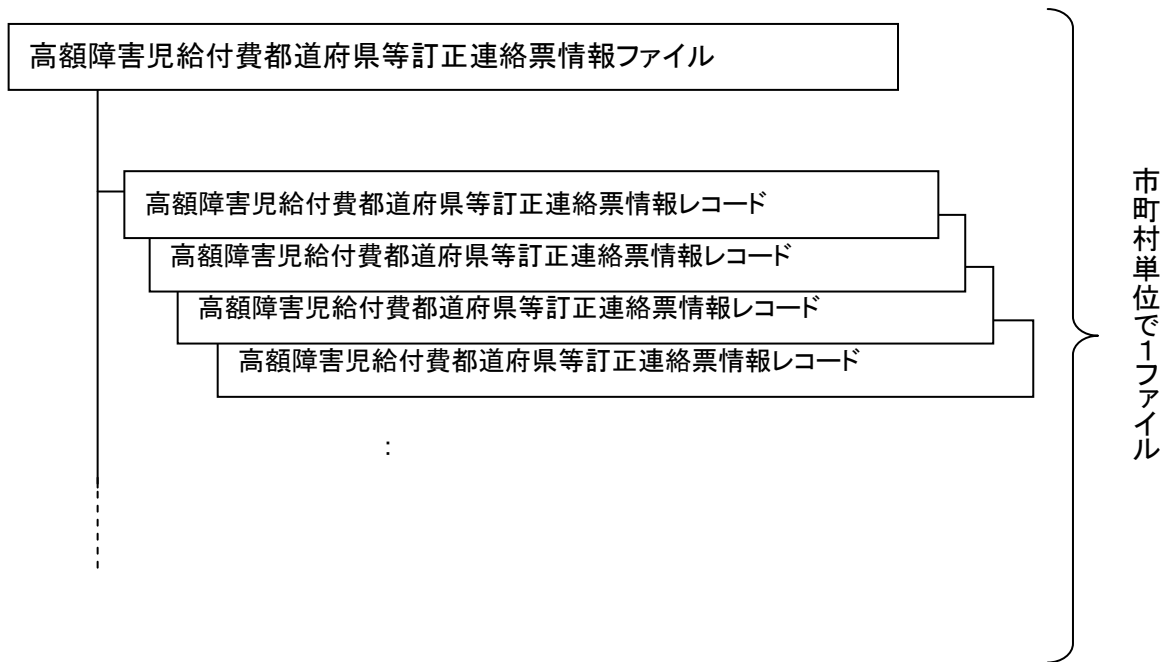 高額障害児給付費都道府県等訂正連絡票情報ファイル
高額障害児給付費都道府県等訂正連絡票情報レコード
高額障害児給付費都道府県等訂正連絡票情報レコード
高額障害児給付費都道府県等訂正連絡票情報レコード
高額障害児給付費都道府県等訂正連絡票情報レコード
:
市町村単位で1ファイル